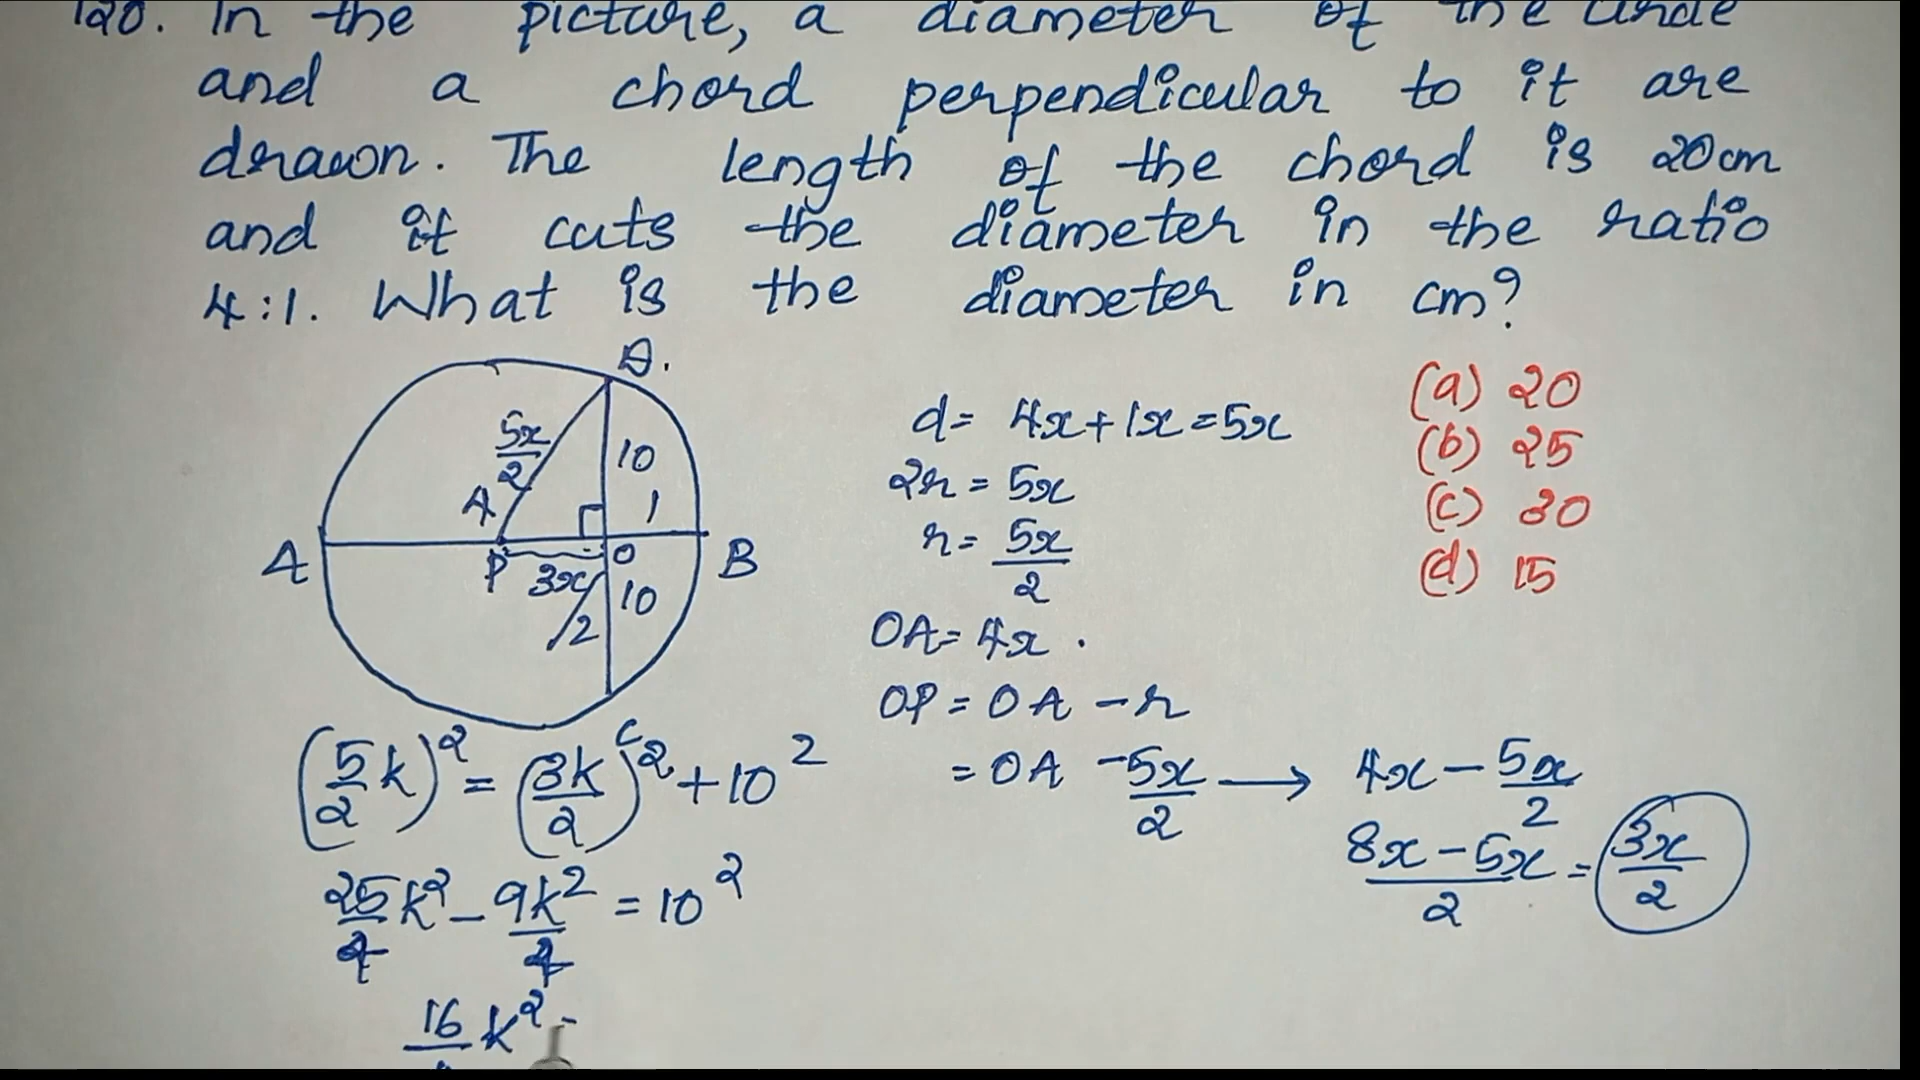 120. In the picture, a diameter of the circle
and a chord perpendicular to it are
drawn. The length of the chord is 20cm
and it cuts the diameter in the ratio
4:1. What is the diameter in cm?
D.
5x/2
10
4
1
A
P
O
B
3x/2
10
C
d= 4x+1x=5x
2r = 5x
r= 5x/2
OA= 4x .
OP = OA - r
= OA - 5x/2 → 4x - 5x/2
8x-5x/2 = 3x/2
(a) 20
(b) 25
(c) 30
(d) 15
(5/2 k)² = (3k/2)² + 10²
25/4 k² - 9k²/4 = 10²
16/ k² =